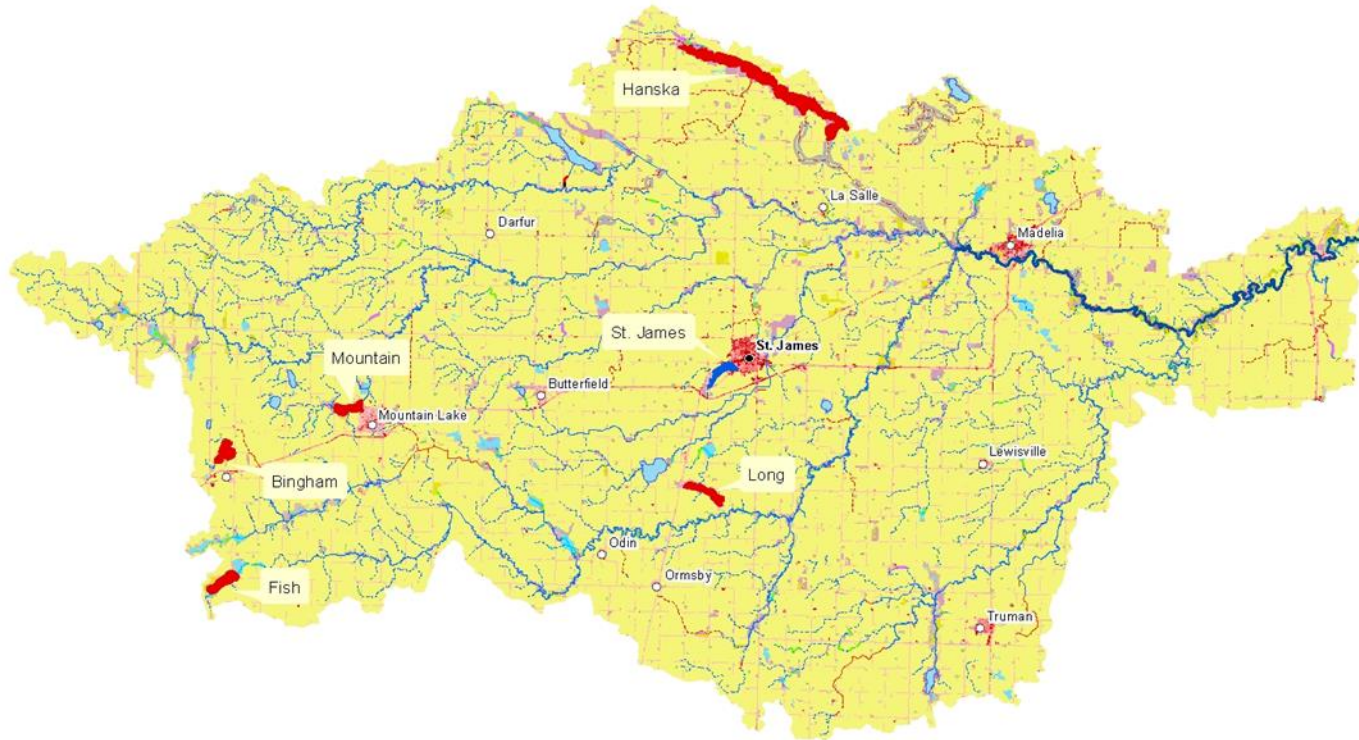 Hanska
La Salle
Darfur
Madelia
St. James
St. James
Mountain
Butterfield
Mountain Lake
Lewisville
Bingham
Long
Odin
Fish
Ormsby
Truman